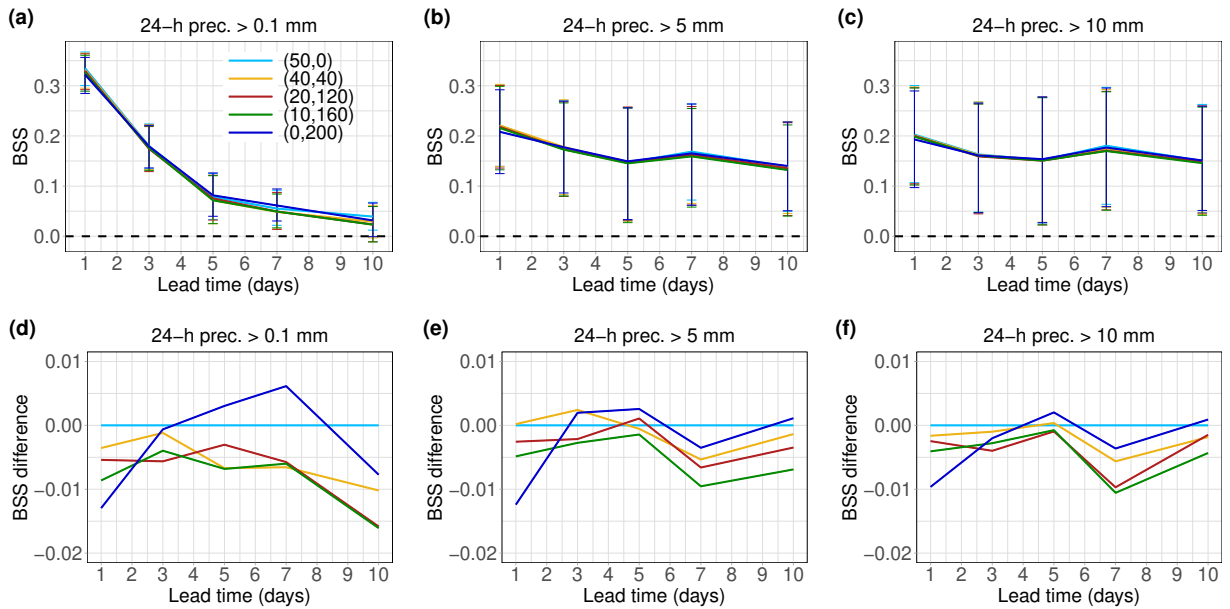 (a)
24−h prec. > 0.1 mm
BSS
0.3
0.2
0.1
0.0
(50,0)
(40,40)
(20,120)
(10,160)
(0,200)
1 2 3 4 5 6 7 8 9 10
Lead time (days)
(b)
24−h prec. > 5 mm
BSS
0.3
0.2
0.1
0.0
1 2 3 4 5 6 7 8 9 10
Lead time (days)
(c)
24−h prec. > 10 mm
BSS
0.3
0.2
0.1
0.0
1 2 3 4 5 6 7 8 9 10
Lead time (days)
(d)
24−h prec. > 0.1 mm
BSS difference
0.01
0.00
−0.01
−0.02
1 2 3 4 5 6 7 8 9 10
Lead time (days)
(e)
24−h prec. > 5 mm
BSS difference
0.01
0.00
−0.01
−0.02
1 2 3 4 5 6 7 8 9 10
Lead time (days)
(f)
24−h prec. > 10 mm
BSS difference
0.01
0.00
−0.01
−0.02
1 2 3 4 5 6 7 8 9 10
Lead time (days)